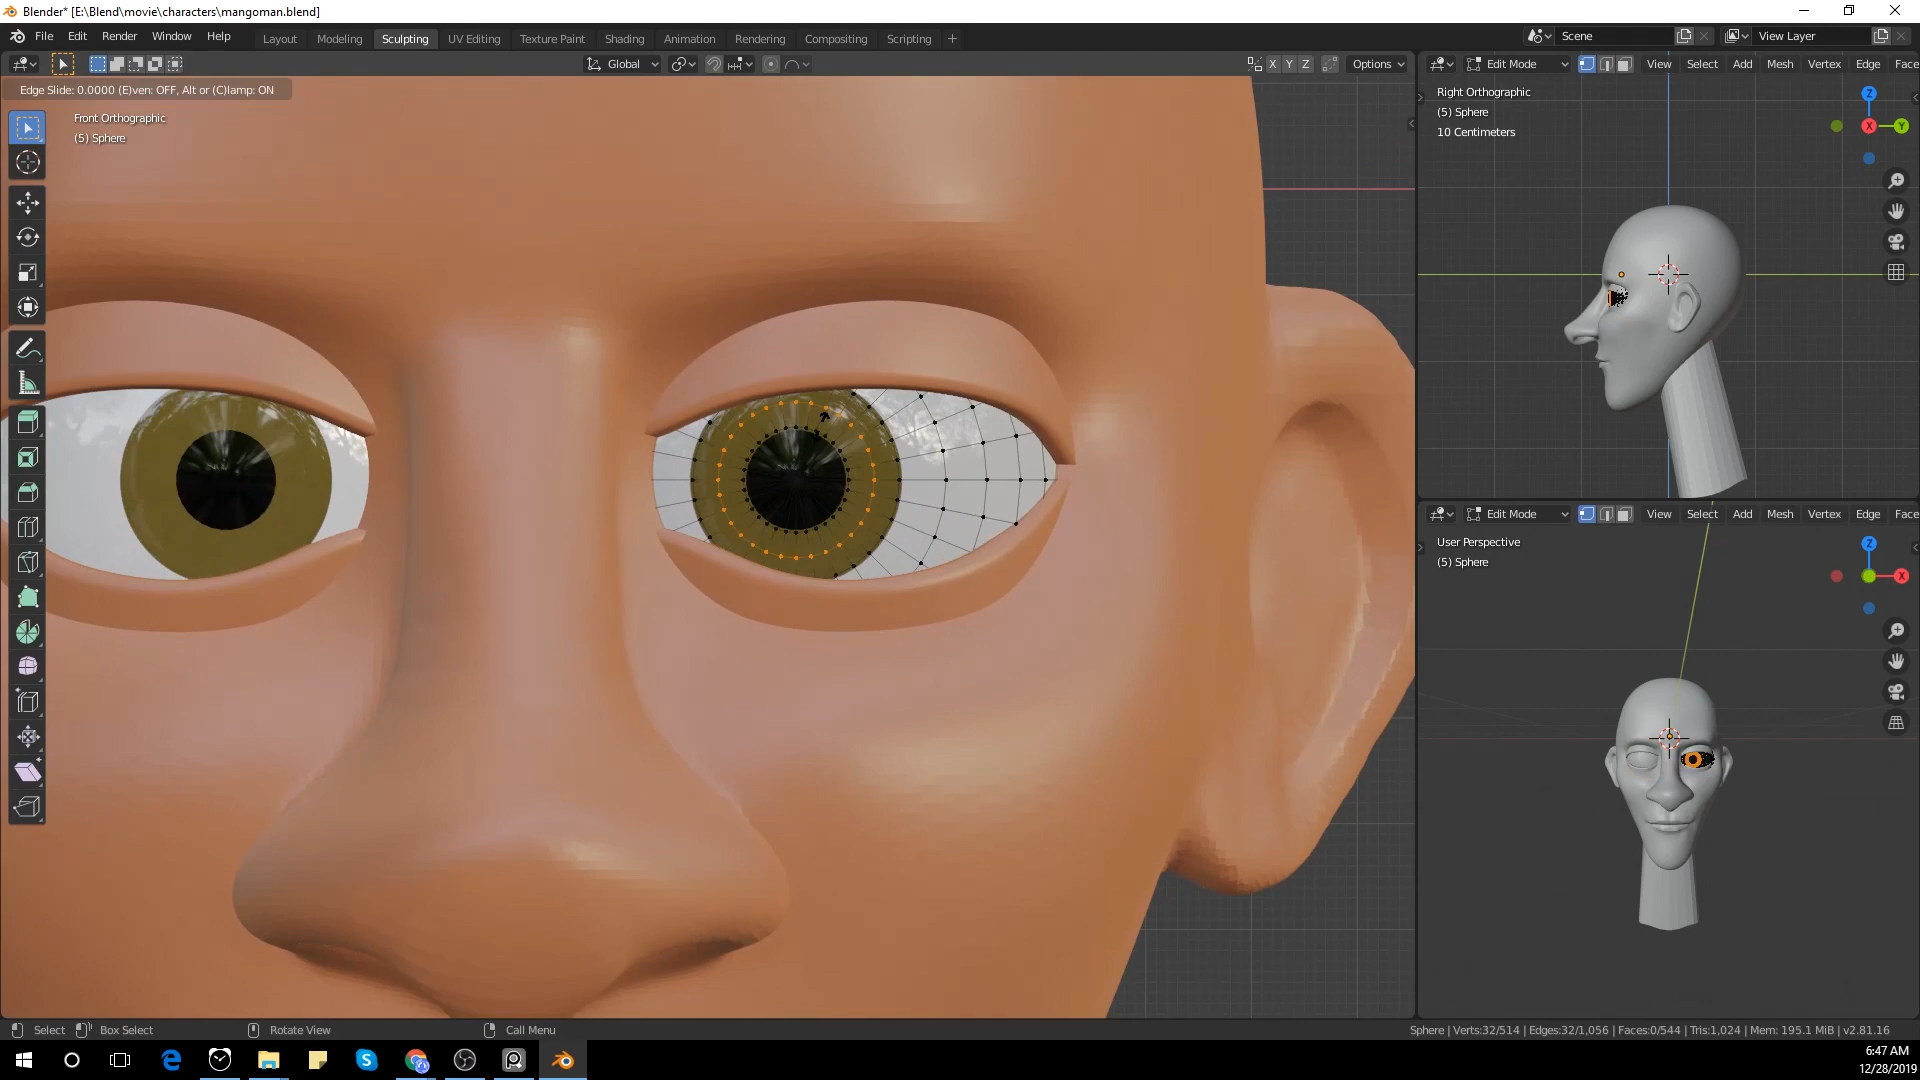 Blender* [E:\Blend\movie\characters\mangoman.blend]
File Edit Render Window Help
Layout Modeling Sculpting UV Editing Texture Paint Shading Animation Rendering Compositing Scripting +
Scene
View Layer
Global
X Y Z
Options
Edit Mode
View Select Add Mesh Vertex Edge Face
Edge Slide: 0.0000 (E)ven: OFF, Alt or (C)lamp: ON
Front Orthographic
(5) Sphere
Right Orthographic
(5) Sphere
10 Centimeters
Z
X
Y
Edit Mode
View Select Add Mesh Vertex Edge Face
User Perspective
(5) Sphere
Z
X
Select
Box Select
Rotate View
Call Menu
Sphere | Verts:32/514 | Edges:32/1,056 | Faces:0/544 | Tris:1,024 | Mem: 195.1 MiB | v2.81.16
6:47 AM
12/28/2019